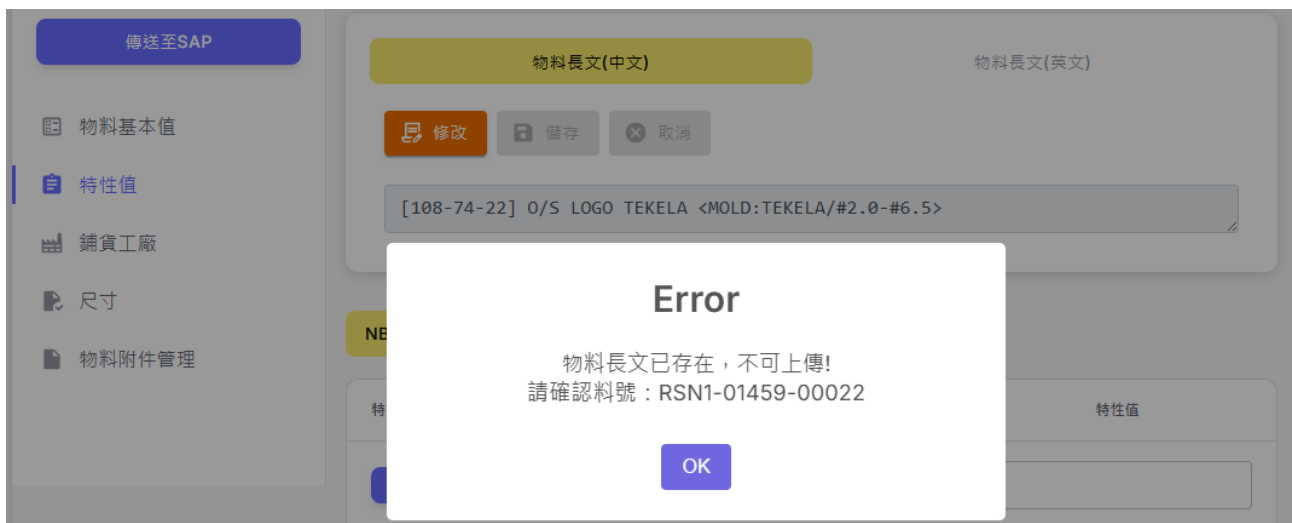 傳送至SAP
物料長文(中文)
物料長文(英文)
物料基本值
修改
儲存
取消
特性值
[108-74-22] O/S LOGO TEKELA <MOLD:TEKELA/#2.0-#6.5>
鋪貨工廠
Error
尺寸
NE
物料附件管理
物料長文已存在，不可上傳!
請確認料號：RSN1-01459-00022
特
特性值
OK